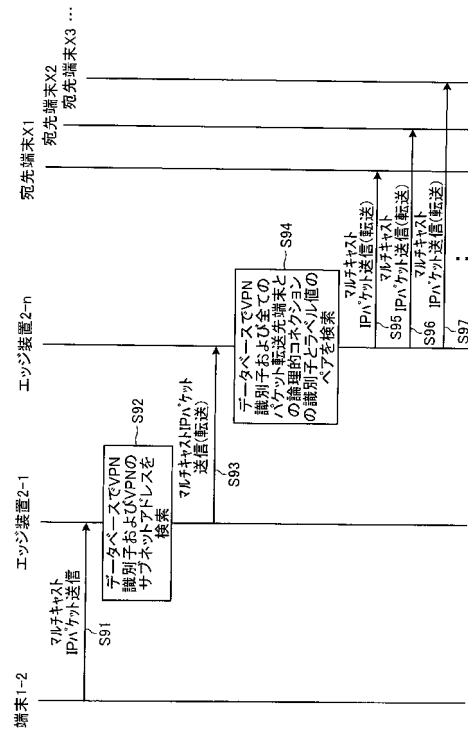 端末1-2
エッジ装置2-1
エッジ装置2-n
宛先端末X1
宛先端末X2
宛先端末X3 …
マルチキャスト
IPパケット送信
S91
データベースでVPN
識別子およびVPNの
サブネットアドレスを
検索
S92
マルチキャストIPパケット
送信(転送)
S93
データベースでVPN
識別子および全ての
パケット転送先端末と
の論理的コネクション
の識別子とラベル値の
ペアを検索
S94
マルチキャスト
IPパケット送信(転送)
S95
マルチキャスト
IPパケット送信(転送)
S96
マルチキャスト
IPパケット送信(転送)
S97